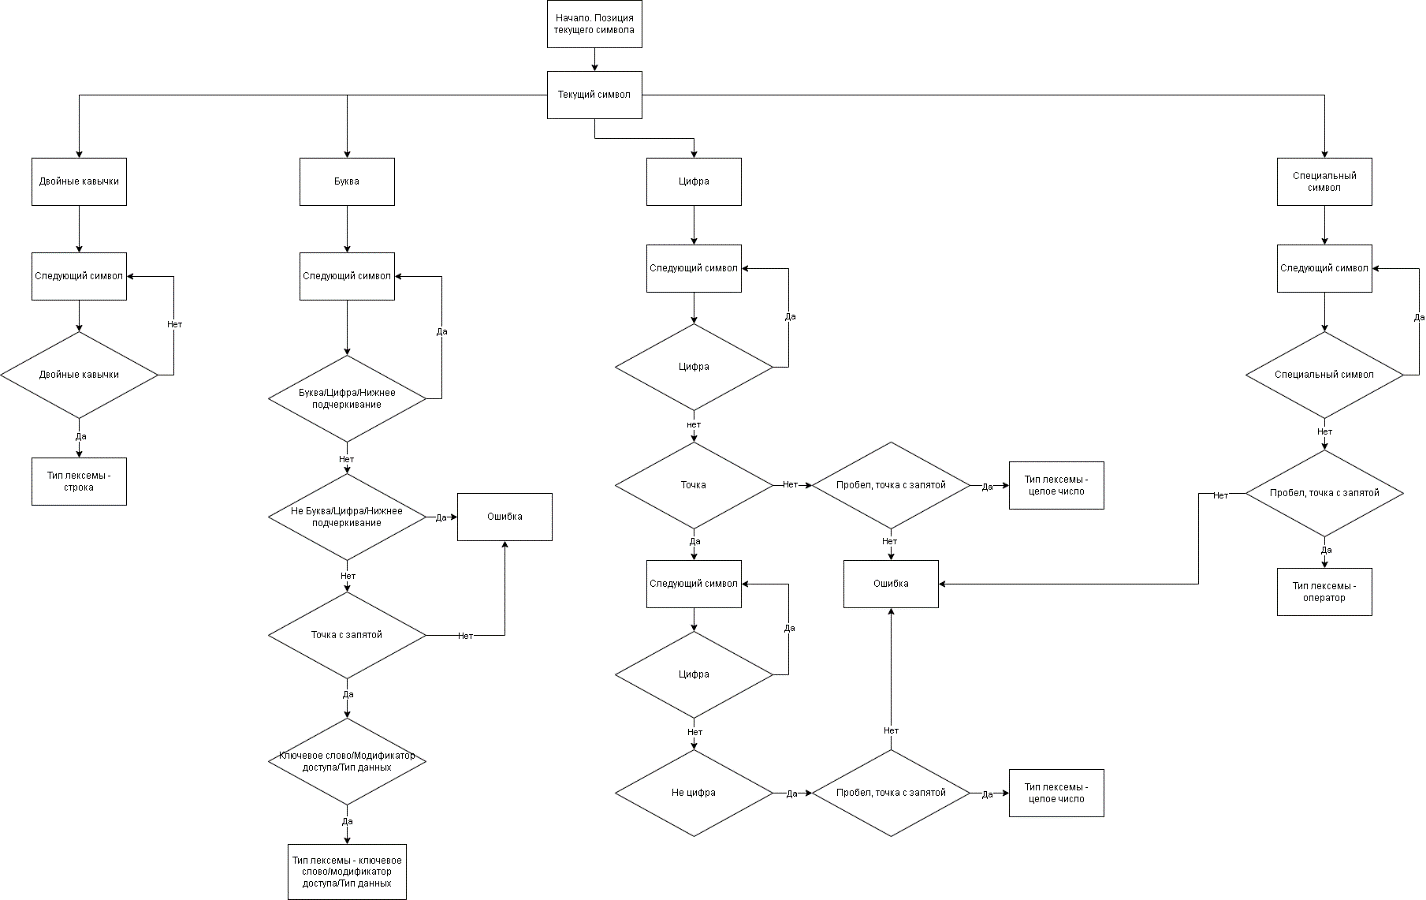 Начало. Позиция
текущего символа
Текущий символ
Двойные кавычки
Буква
Цифра
Специальный
символ
Следующий символ
Следующий символ
Следующий символ
Следующий символ
Нет
Да
Да
Да
Двойные кавычки
Буква/Цифра/Нижнее
подчеркивание
Цифра
Специальный символ
Да
Нет
нет
Нет
Тип лексемы -
строка
Не Буква/Цифра/Нижнее
подчеркивание
Да
Ошибка
Точка
Нет
Пробел, точка с запятой
Да
Тип лексемы -
целое число
Нет
Пробел, точка с запятой
Нет
Да
Нет
Да
Следующий символ
Ошибка
Тип лексемы -
оператор
Точка с запятой
Нет
Да
Цифра
Да
Нет
Нет
Ключевое слово/Модификатор
доступа/Тип данных
Не цифра
Да
Пробел, точка с запятой
Да
Тип лексемы -
целое число
Да
Тип лексемы - ключевое
слово/модификатор
доступа/Тип данных